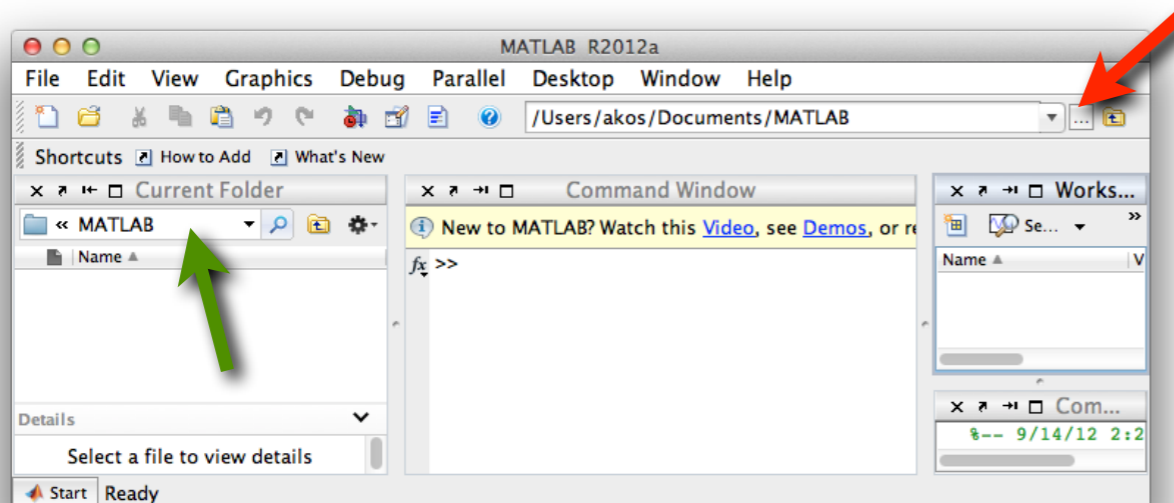 MATLAB R2012a
File Edit View Graphics Debug Parallel Desktop Window Help
/Users/akos/Documents/MATLAB ...
Shortcuts How to Add What's New
Current Folder
« MATLAB
Name
Details
Select a file to view details
Command Window
New to MATLAB? Watch this Video, see Demos, or re
fx >>
Works...
Se... »
Name V
Com...
%-- 9/14/12 2:2
Start Ready